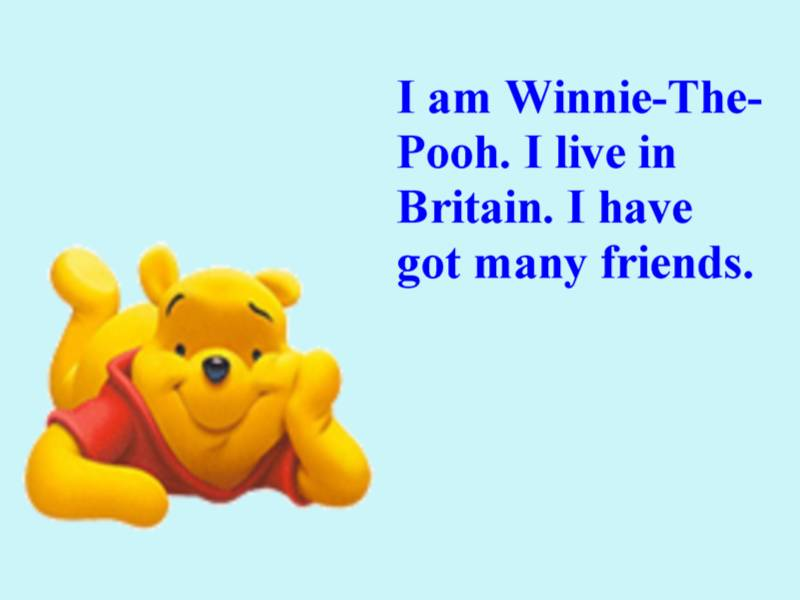 I am Winnie-The-
Pooh. I live in
Britain. I have
got many friends.